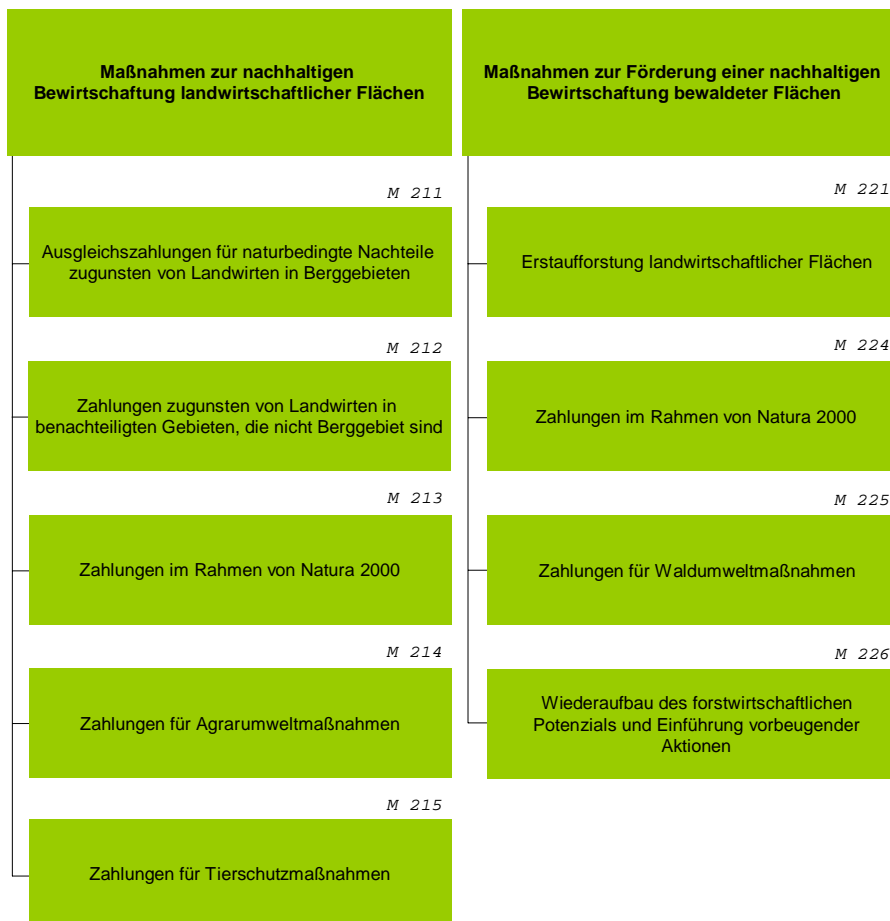 Maßnahmen zur nachhaltigen
Bewirtschaftung landwirtschaftlicher Flächen
M 211
Ausgleichszahlungen für naturbedingte Nachteile
zugunsten von Landwirten in Berggebieten
M 212
Zahlungen zugunsten von Landwirten in
benachteiligten Gebieten, die nicht Berggebiet sind
M 213
Zahlungen im Rahmen von Natura 2000
M 214
Zahlungen für Agrarumweltmaßnahmen
M 215
Zahlungen für Tierschutzmaßnahmen
Maßnahmen zur Förderung einer nachhaltigen
Bewirtschaftung bewaldeter Flächen
M 221
Erstaufforstung landwirtschaftlicher Flächen
M 224
Zahlungen im Rahmen von Natura 2000
M 225
Zahlungen für Waldumweltmaßnahmen
M 226
Wiederaufbau des forstwirtschaftlichen
Potenzials und Einführung vorbeugender
Aktionen